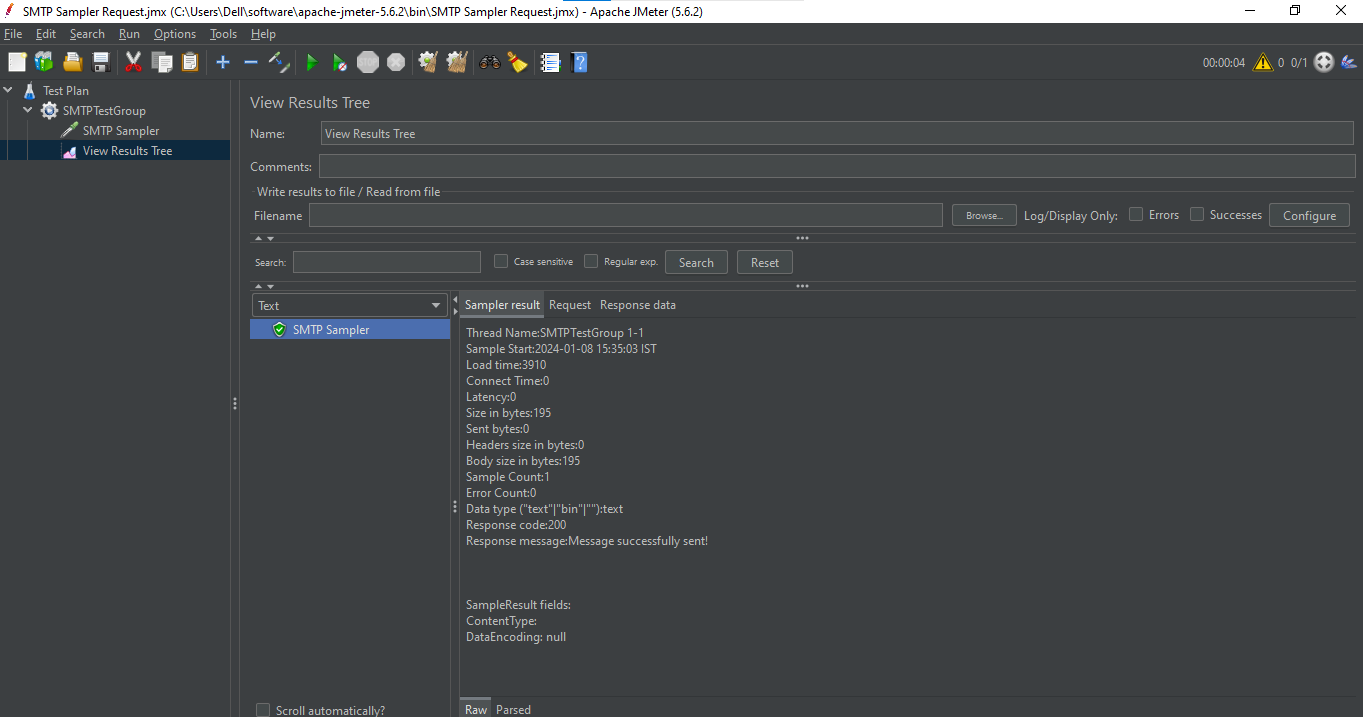 SMTP Sampler Request.jmx (C:\Users\Dell\software\apache-jmeter-5.6.2\bin\SMTP Sampler Request.jmx) - Apache JMeter (5.6.2)
File Edit Search Run Options Tools Help
STOP 00:00:04 0 0/1
Test Plan
SMTPTestGroup
SMTP Sampler
View Results Tree
View Results Tree
Name: View Results Tree
Comments:
Write results to file / Read from file
Filename Browse... Log/Display Only: Errors Successes Configure
Search: Case sensitive Regular exp. Search Reset
Text
SMTP Sampler
Scroll automatically?
Sampler result Request Response data
Thread Name:SMTPTestGroup 1-1
Sample Start:2024-01-08 15:35:03 IST
Load time:3910
Connect Time:0
Latency:0
Size in bytes:195
Sent bytes:0
Headers size in bytes:0
Body size in bytes:195
Sample Count:1
Error Count:0
Data type ("text"|"bin"|""):text
Response code:200
Response message:Message successfully sent!
SampleResult fields:
ContentType:
DataEncoding: null
Raw Parsed